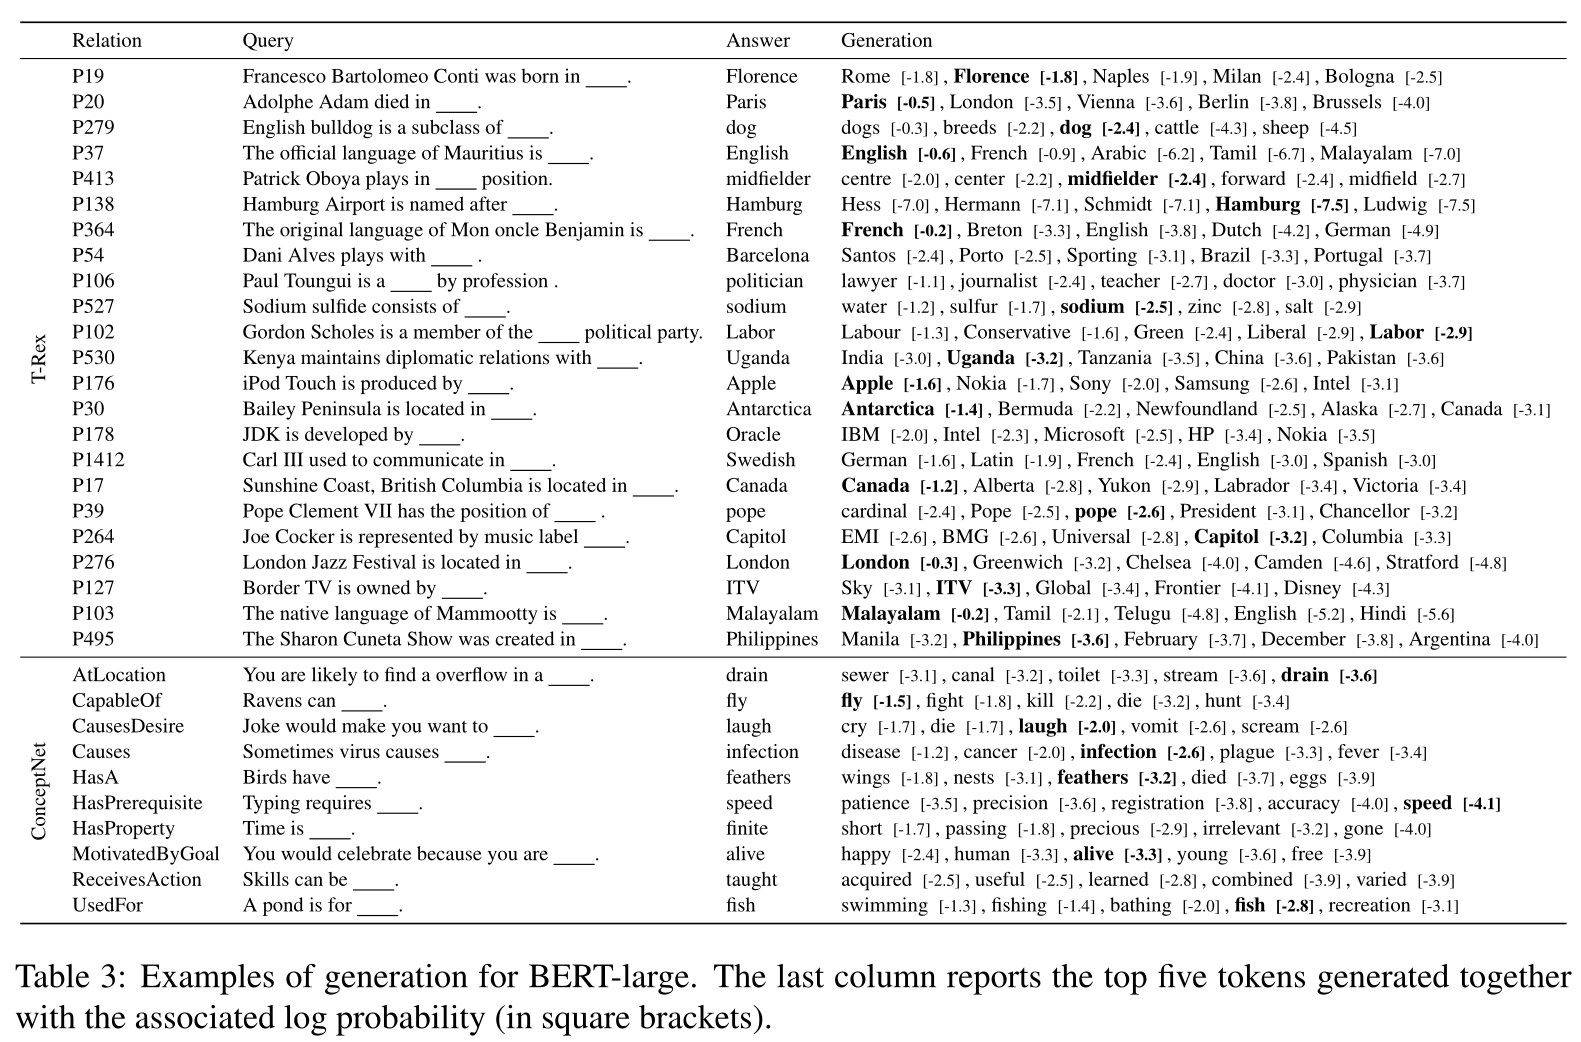 Relation Query Answer Generation
T-Rex
P19 Francesco Bartolomeo Conti was born in ____. Florence Rome [-1.8] , Florence [-1.8] , Naples [-1.9] , Milan [-2.4] , Bologna [-2.5]
P20 Adolphe Adam died in ____. Paris Paris [-0.5] , London [-3.5] , Vienna [-3.6] , Berlin [-3.8] , Brussels [-4.0]
P279 English bulldog is a subclass of ____. dog dogs [-0.3] , breeds [-2.2] , dog [-2.4] , cattle [-4.3] , sheep [-4.5]
P37 The official language of Mauritius is ____. English English [-0.6] , French [-0.9] , Arabic [-6.2] , Tamil [-6.7] , Malayalam [-7.0]
P413 Patrick Oboya plays in ____ position. midfielder centre [-2.0] , center [-2.2] , midfielder [-2.4] , forward [-2.4] , midfield [-2.7]
P138 Hamburg Airport is named after ____. Hamburg Hess [-7.0] , Hermann [-7.1] , Schmidt [-7.1] , Hamburg [-7.5] , Ludwig [-7.5]
P364 The original language of Mon oncle Benjamin is ____. French French [-0.2] , Breton [-3.3] , English [-3.8] , Dutch [-4.2] , German [-4.9]
P54 Dani Alves plays with ____ . Barcelona Santos [-2.4] , Porto [-2.5] , Sporting [-3.1] , Brazil [-3.3] , Portugal [-3.7]
P106 Paul Toungui is a ____ by profession . politician lawyer [-1.1] , journalist [-2.4] , teacher [-2.7] , doctor [-3.0] , physician [-3.7]
P527 Sodium sulfide consists of ____. sodium water [-1.2] , sulfur [-1.7] , sodium [-2.5] , zinc [-2.8] , salt [-2.9]
P102 Gordon Scholes is a member of the ____ political party. Labor Labour [-1.3] , Conservative [-1.6] , Green [-2.4] , Liberal [-2.9] , Labor [-2.9]
P530 Kenya maintains diplomatic relations with ____. Uganda India [-3.0] , Uganda [-3.2] , Tanzania [-3.5] , China [-3.6] , Pakistan [-3.6]
P176 iPod Touch is produced by ____. Apple Apple [-1.6] , Nokia [-1.7] , Sony [-2.0] , Samsung [-2.6] , Intel [-3.1]
P30 Bailey Peninsula is located in ____. Antarctica Antarctica [-1.4] , Bermuda [-2.2] , Newfoundland [-2.5] , Alaska [-2.7] , Canada [-3.1]
P178 JDK is developed by ____. Oracle IBM [-2.0] , Intel [-2.3] , Microsoft [-2.5] , HP [-3.4] , Nokia [-3.5]
P1412 Carl III used to communicate in ____. Swedish German [-1.6] , Latin [-1.9] , French [-2.4] , English [-3.0] , Spanish [-3.0]
P17 Sunshine Coast, British Columbia is located in ____. Canada Canada [-1.2] , Alberta [-2.8] , Yukon [-2.9] , Labrador [-3.4] , Victoria [-3.4]
P39 Pope Clement VII has the position of ____ . pope cardinal [-2.4] , Pope [-2.5] , pope [-2.6] , President [-3.1] , Chancellor [-3.2]
P264 Joe Cocker is represented by music label ____. Capitol EMI [-2.6] , BMG [-2.6] , Universal [-2.8] , Capitol [-3.2] , Columbia [-3.3]
P276 London Jazz Festival is located in ____. London London [-0.3] , Greenwich [-3.2] , Chelsea [-4.0] , Camden [-4.6] , Stratford [-4.8]
P127 Border TV is owned by ____. ITV Sky [-3.1] , ITV [-3.3] , Global [-3.4] , Frontier [-4.1] , Disney [-4.3]
P103 The native language of Mammootty is ____. Malayalam Malayalam [-0.2] , Tamil [-2.1] , Telugu [-4.8] , English [-5.2] , Hindi [-5.6]
P495 The Sharon Cuneta Show was created in ____. Philippines Manila [-3.2] , Philippines [-3.6] , February [-3.7] , December [-3.8] , Argentina [-4.0]
ConceptNet
AtLocation You are likely to find a overflow in a ____. drain sewer [-3.1] , canal [-3.2] , toilet [-3.3] , stream [-3.6] , drain [-3.6]
CapableOf Ravens can ____. fly fly [-1.5] , fight [-1.8] , kill [-2.2] , die [-3.2] , hunt [-3.4]
CausesDesire Joke would make you want to ____. laugh cry [-1.7] , die [-1.7] , laugh [-2.0] , vomit [-2.6] , scream [-2.6]
Causes Sometimes virus causes ____. infection disease [-1.2] , cancer [-2.0] , infection [-2.6] , plague [-3.3] , fever [-3.4]
HasA Birds have ____. feathers wings [-1.8] , nests [-3.1] , feathers [-3.2] , died [-3.7] , eggs [-3.9]
HasPrerequisite Typing requires ____. speed patience [-3.5] , precision [-3.6] , registration [-3.8] , accuracy [-4.0] , speed [-4.1]
HasProperty Time is ____. finite short [-1.7] , passing [-1.8] , precious [-2.9] , irrelevant [-3.2] , gone [-4.0]
MotivatedByGoal You would celebrate because you are ____. alive happy [-2.4] , human [-3.3] , alive [-3.3] , young [-3.6] , free [-3.9]
ReceivesAction Skills can be ____. taught acquired [-2.5] , useful [-2.5] , learned [-2.8] , combined [-3.9] , varied [-3.9]
UsedFor A pond is for ____. fish swimming [-1.3] , fishing [-1.4] , bathing [-2.0] , fish [-2.8] , recreation [-3.1]
Table 3: Examples of generation for BERT-large. The last column reports the top five tokens generated together
with the associated log probability (in square brackets).